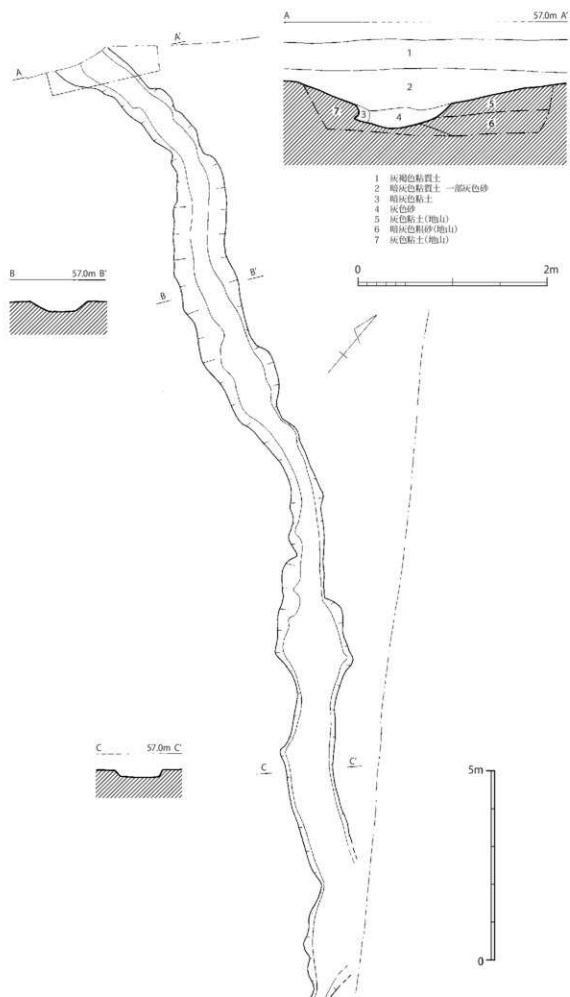 A 57.0m A'
1
2
3
4
5
6
7
1 灰褐色粘質土
2 暗灰色粘質土 一部灰色砂
3 暗灰色粘土
4 灰色砂
5 灰色粘土(地山)
6 暗灰色粗砂(地山)
7 灰色粘土(地山)
0 2m
A A'
B 57.0m B'
B B'
C 57.0m C'
C C'
5m
0